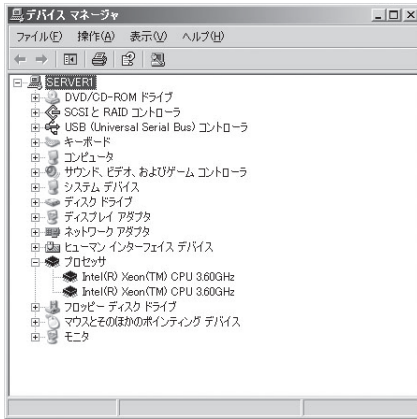 デバイス マネージャ
ファイル(F) 操作(A) 表示(V) ヘルプ(H)
SERVER1
DVD/CD-ROM ドライブ
SCSI と RAID コントローラ
USB (Universal Serial Bus) コントローラ
キーボード
コンピュータ
サウンド、ビデオ、およびゲーム コントローラ
システム デバイス
ディスク ドライブ
ディスプレイ アダプタ
ネットワーク アダプタ
ヒューマン インターフェイス デバイス
プロセッサ
Intel(R) Xeon(TM) CPU 3.60GHz
Intel(R) Xeon(TM) CPU 3.60GHz
フロッピー ディスク ドライブ
マウスとそのほかのポインティング デバイス
モニタ